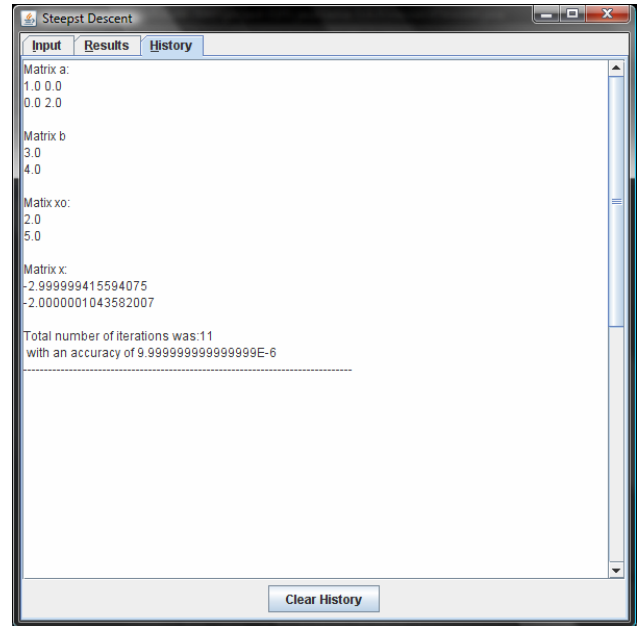 Steepst Descent
Input Results History
Matrix a:
1.0 0.0
0.0 2.0
Matrix b
3.0
4.0
Matix xo:
2.0
5.0
Matrix x:
-2.999999415594075
-2.0000001043582007
Total number of iterations was:11
with an accuracy of 9.999999999999999E-6
--------------------------------------------------------------------------------
Clear History